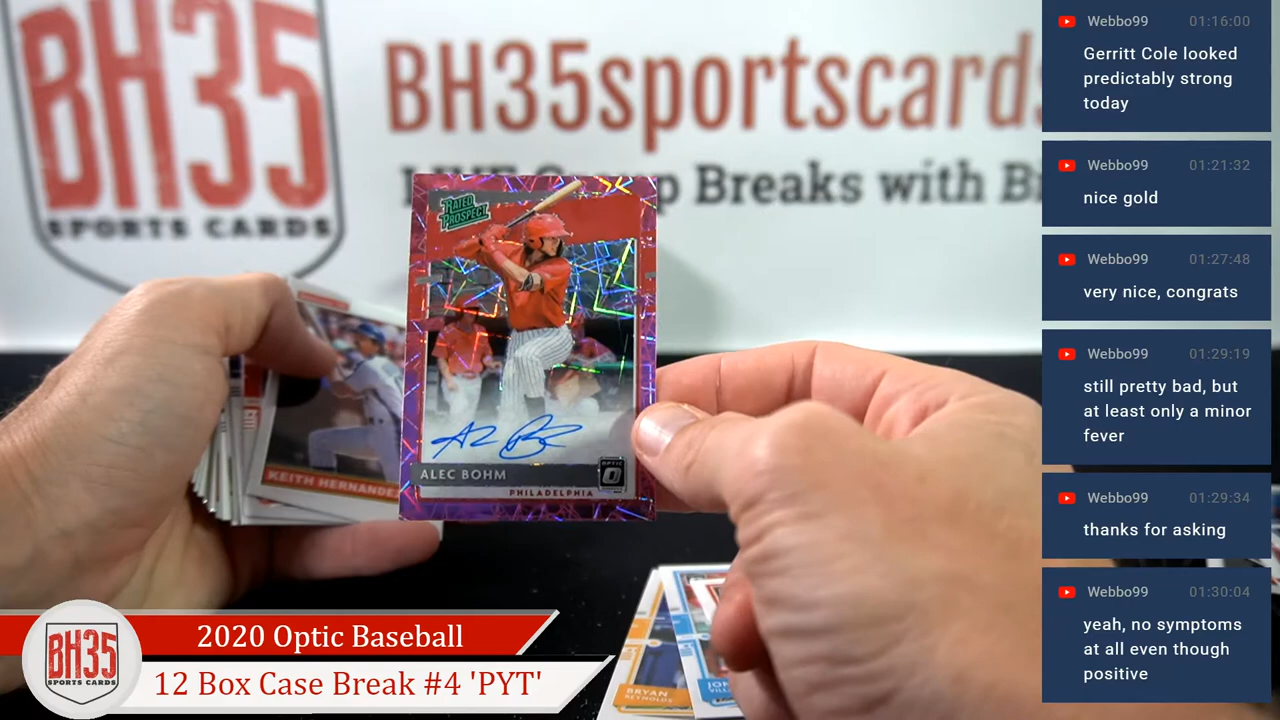 BH35
SPORTS CARDS
BH35sportscards
Breaks with
RATED
PROSPECT
ALEC BOHM
OPTIC
PHILADELPHIA
KEITH HERNANDE
BRYAN
REYNOLDS
BH35
SPORTS CARDS
2020 Optic Baseball
12 Box Case Break #4 'PYT'
Webbo99 01:16:00
Gerritt Cole looked
predictably strong
today
Webbo99 01:21:32
nice gold
Webbo99 01:27:48
very nice, congrats
Webbo99 01:29:19
still pretty bad, but
at least only a minor
fever
Webbo99 01:29:34
thanks for asking
Webbo99 01:30:04
yeah, no symptoms
at all even though
positive